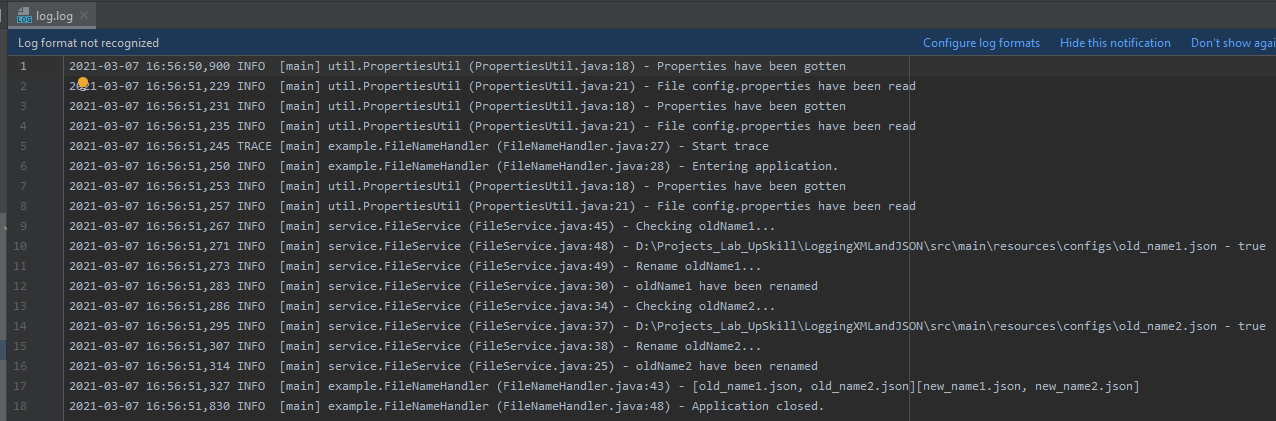 log.log
Log format not recognized Configure log formats Hide this notification Don't show agai
1 2021-03-07 16:56:50,900 INFO  [main] util.PropertiesUtil (PropertiesUtil.java:18) - Properties have been gotten
2 2021-03-07 16:56:51,229 INFO  [main] util.PropertiesUtil (PropertiesUtil.java:21) - File config.properties have been read
3 2021-03-07 16:56:51,231 INFO  [main] util.PropertiesUtil (PropertiesUtil.java:18) - Properties have been gotten
4 2021-03-07 16:56:51,235 INFO  [main] util.PropertiesUtil (PropertiesUtil.java:21) - File config.properties have been read
5 2021-03-07 16:56:51,245 TRACE [main] example.FileNameHandler (FileNameHandler.java:27) - Start trace
6 2021-03-07 16:56:51,250 INFO  [main] example.FileNameHandler (FileNameHandler.java:28) - Entering application.
7 2021-03-07 16:56:51,253 INFO  [main] util.PropertiesUtil (PropertiesUtil.java:18) - Properties have been gotten
8 2021-03-07 16:56:51,257 INFO  [main] util.PropertiesUtil (PropertiesUtil.java:21) - File config.properties have been read
9 2021-03-07 16:56:51,267 INFO  [main] service.FileService (FileService.java:45) - Checking oldName1...
10 2021-03-07 16:56:51,271 INFO  [main] service.FileService (FileService.java:48) - D:\Projects_Lab_UpSkill\LoggingXMLandJSON\src\main\resources\configs\old_name1.json - true
11 2021-03-07 16:56:51,273 INFO  [main] service.FileService (FileService.java:49) - Rename oldName1...
12 2021-03-07 16:56:51,283 INFO  [main] service.FileService (FileService.java:30) - oldName1 have been renamed
13 2021-03-07 16:56:51,286 INFO  [main] service.FileService (FileService.java:34) - Checking oldName2...
14 2021-03-07 16:56:51,295 INFO  [main] service.FileService (FileService.java:37) - D:\Projects_Lab_UpSkill\LoggingXMLandJSON\src\main\resources\configs\old_name2.json - true
15 2021-03-07 16:56:51,307 INFO  [main] service.FileService (FileService.java:38) - Rename oldName2...
16 2021-03-07 16:56:51,314 INFO  [main] service.FileService (FileService.java:25) - oldName2 have been renamed
17 2021-03-07 16:56:51,327 INFO  [main] example.FileNameHandler (FileNameHandler.java:43) - [old_name1.json, old_name2.json][new_name1.json, new_name2.json]
18 2021-03-07 16:56:51,830 INFO  [main] example.FileNameHandler (FileNameHandler.java:48) - Application closed.